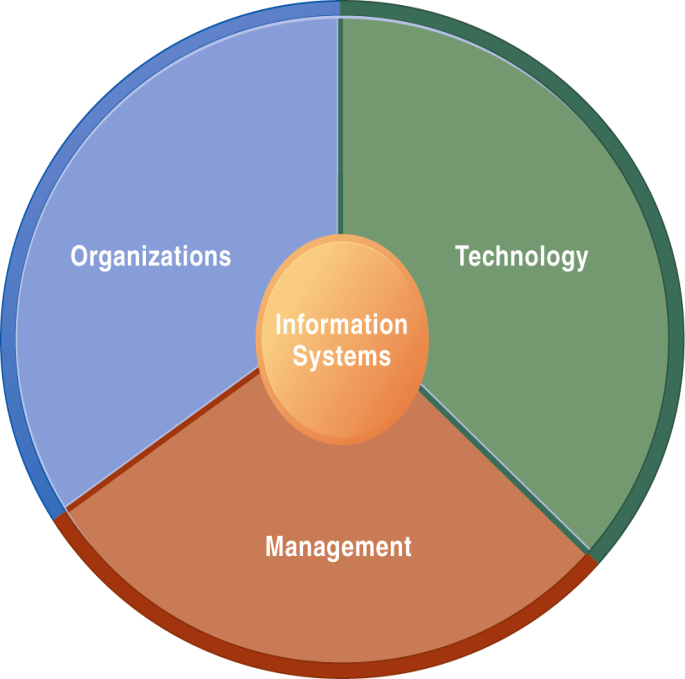 Organizations
Technology
Information
Systems
Management